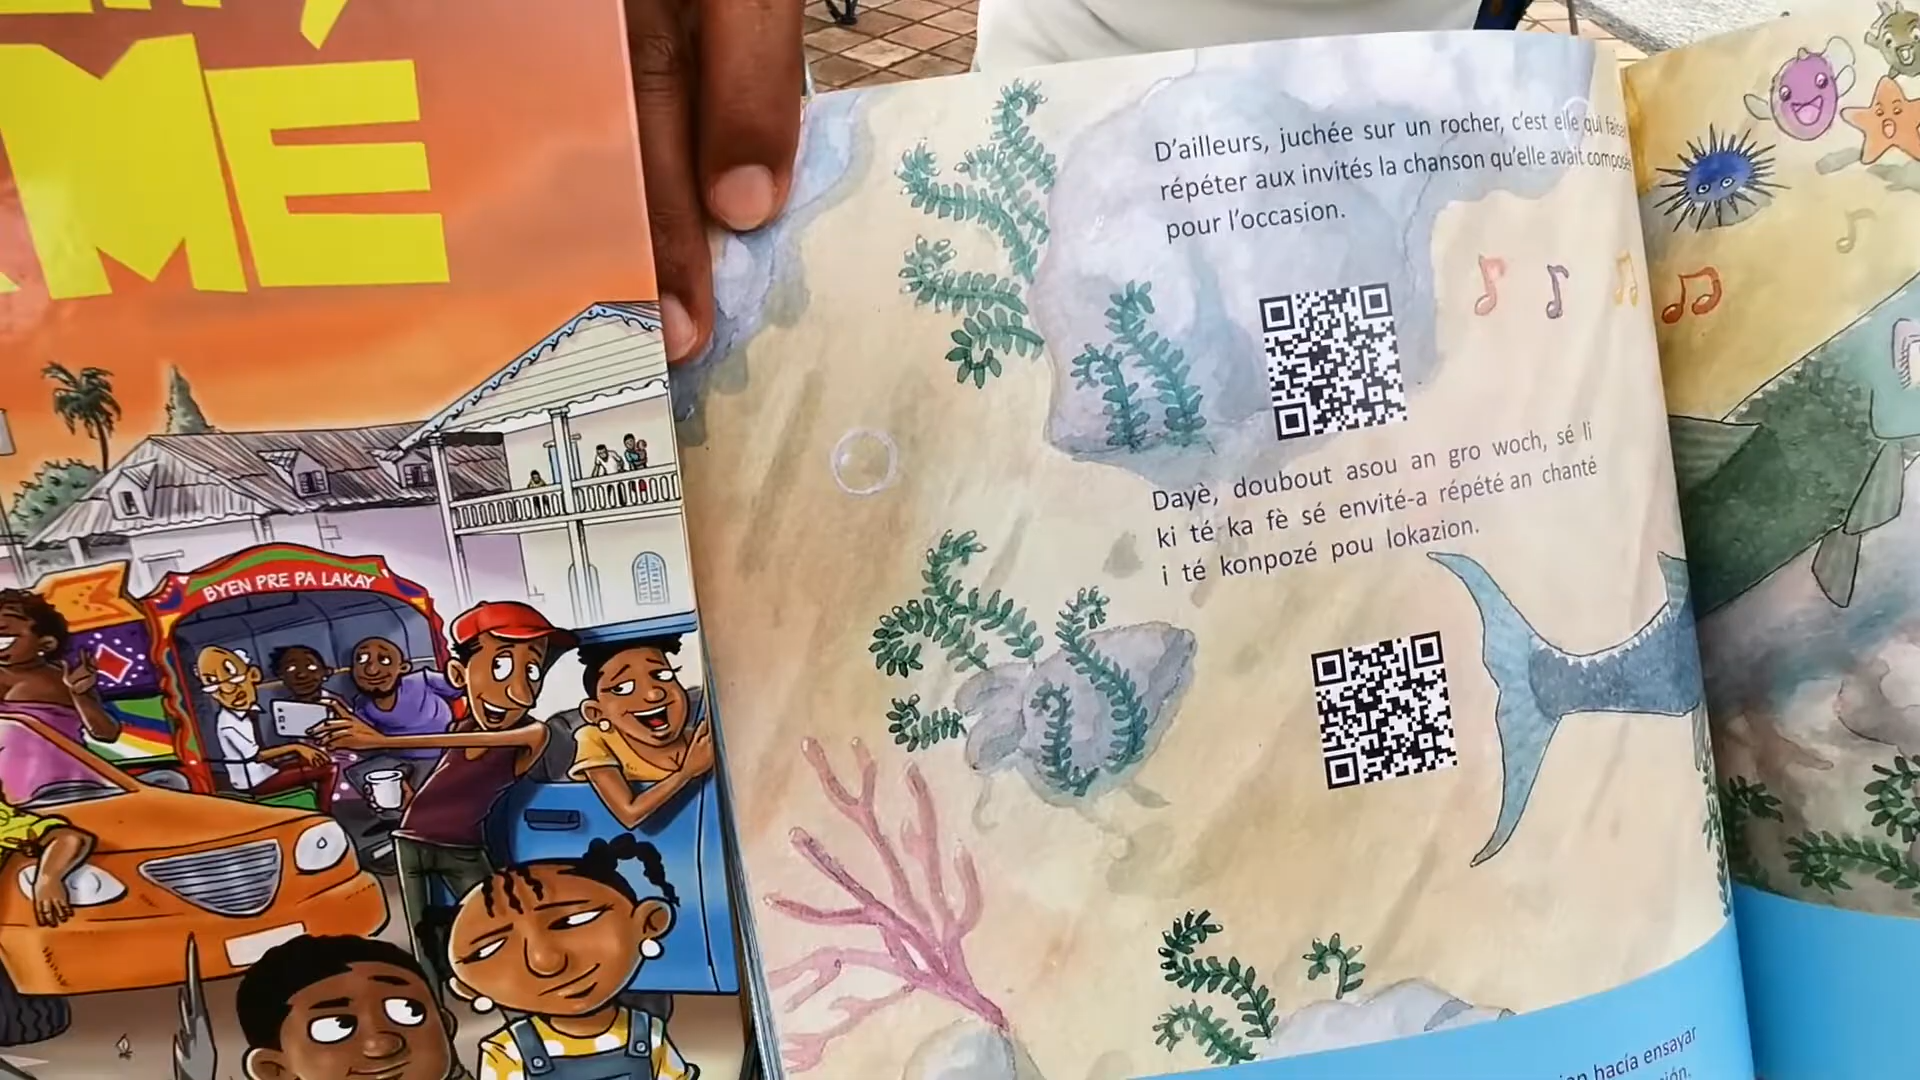 MÉ
BYEN PRE PA LAKAY
D'ailleurs, juchée sur un rocher, c'est elle qui
répéter aux invités la chanson qu'elle avait
pour l'occasion.
Dayè, doubout asou an gro woch, sé li
ki té ka fè sé envité-a répété an chanté
i té konpozé pou lokazion.
hacía ensayar